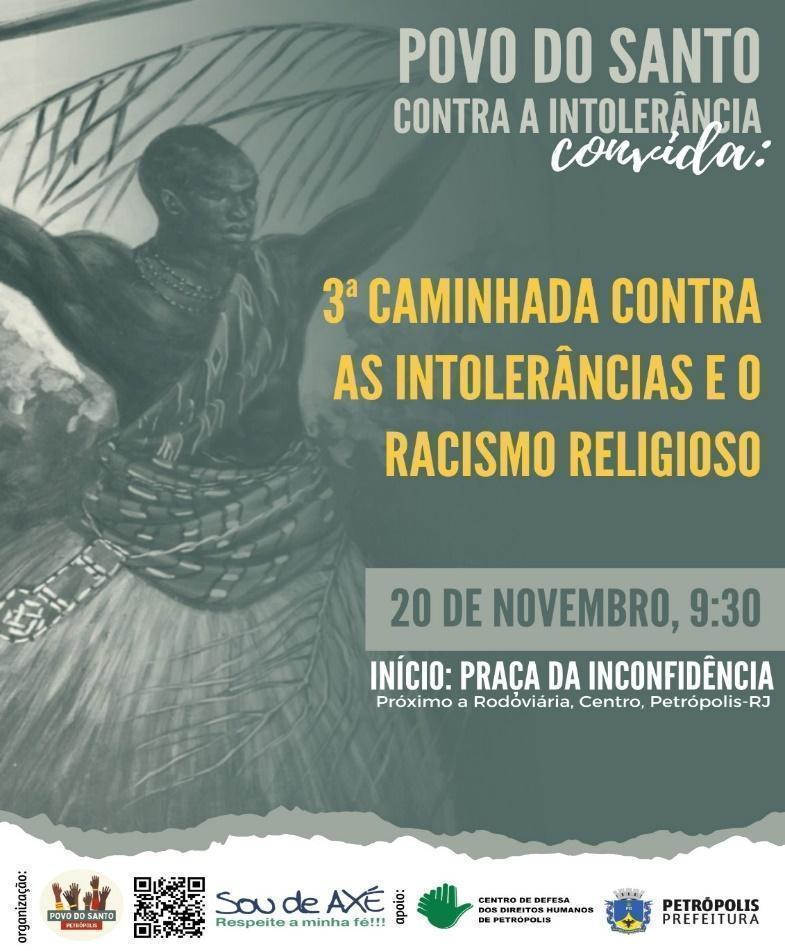 POVO DO SANTO
CONTRA A INTOLERÂNCIA
convida:
3ª CAMINHADA CONTRA
AS INTOLERÂNCIAS E O
RACISMO RELIGIOSO
20 DE NOVEMBRO, 9:30
INÍCIO: PRAÇA DA INCONFIDÊNCIA
Próximo a Rodoviária, Centro, Petrópolis-RJ
organização:
POVO DO SANTO
PETRÓPOLIS
Sou de AXÉ
Respeite a minha fé!!!
apoio:
CENTRO DE DEFESA
DOS DIREITOS HUMANOS
DE PETRÓPOLIS
PETRÓPOLIS
PREFEITURA